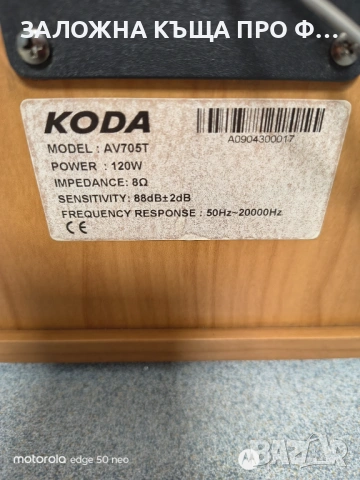 ЗАЛОЖНА КЪЩА ПРО Ф...
KODA
A0904300017
MODEL : AV705T
POWER : 120W
IMPEDANCE: 8Ω
SENSITIVITY: 88dB±2dB
FREQUENCY RESPONSE : 50Hz~20000Hz
CE
motorola edge 50 neo
BAZAR